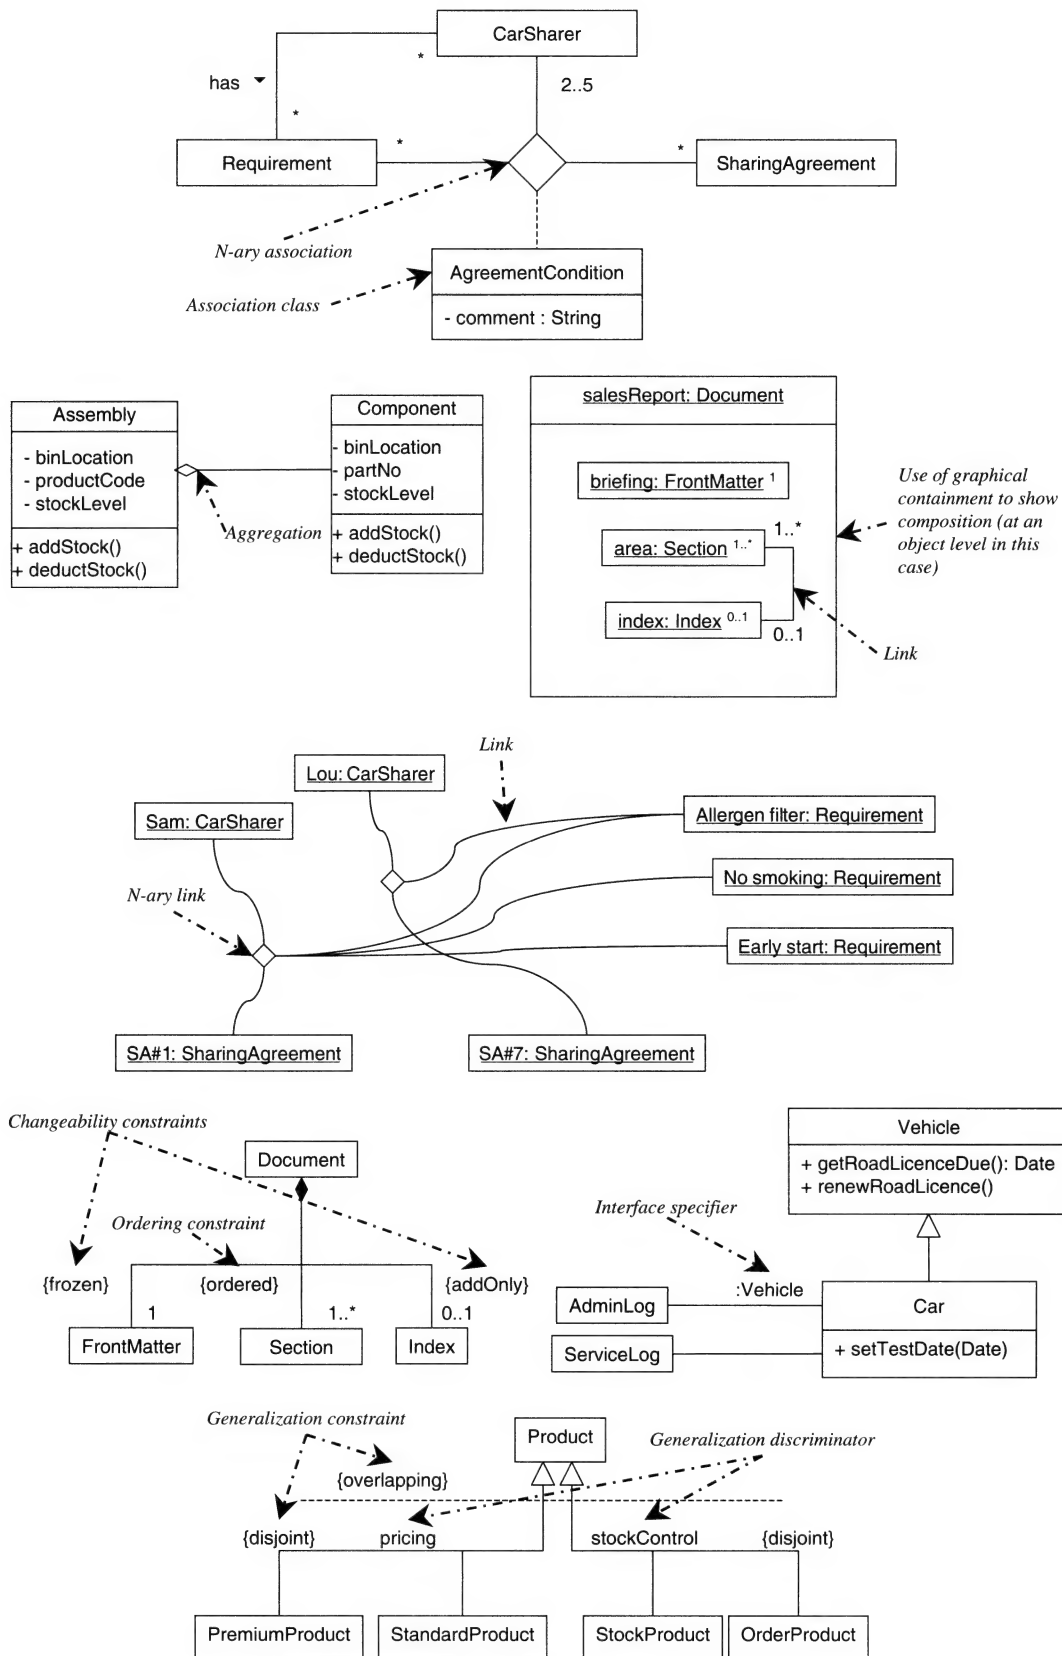 CarSharer
*
has
2..5
*
Requirement
*
*
SharingAgreement
N-ary association
AgreementCondition
Association class
- comment : String
Assembly
- binLocation
- productCode
- stockLevel
+ addStock()
+ deductStock()
Aggregation
Component
- binLocation
- partNo
- stockLevel
+ addStock()
+ deductStock()
salesReport: Document
briefing: FrontMatter 1
1..*
area: Section 1..*
index: Index 0..1
0..1
Use of graphical
containment to show
composition (at an
object level in this
case)
Link
Link
Lou: CarSharer
Sam: CarSharer
Allergen filter: Requirement
No smoking: Requirement
N-ary link
Early start: Requirement
SA#1: SharingAgreement
SA#7: SharingAgreement
Changeability constraints
Document
Ordering constraint
{frozen}
{ordered}
{addOnly}
1
1..*
0..1
FrontMatter
Section
Index
Vehicle
+ getRoadLicenceDue(): Date
+ renewRoadLicence()
Interface specifier
:Vehicle
AdminLog
Car
ServiceLog
+ setTestDate(Date)
Generalization constraint
Product
Generalization discriminator
{overlapping}
{disjoint}
pricing
stockControl
{disjoint}
PremiumProduct
StandardProduct
StockProduct
OrderProduct